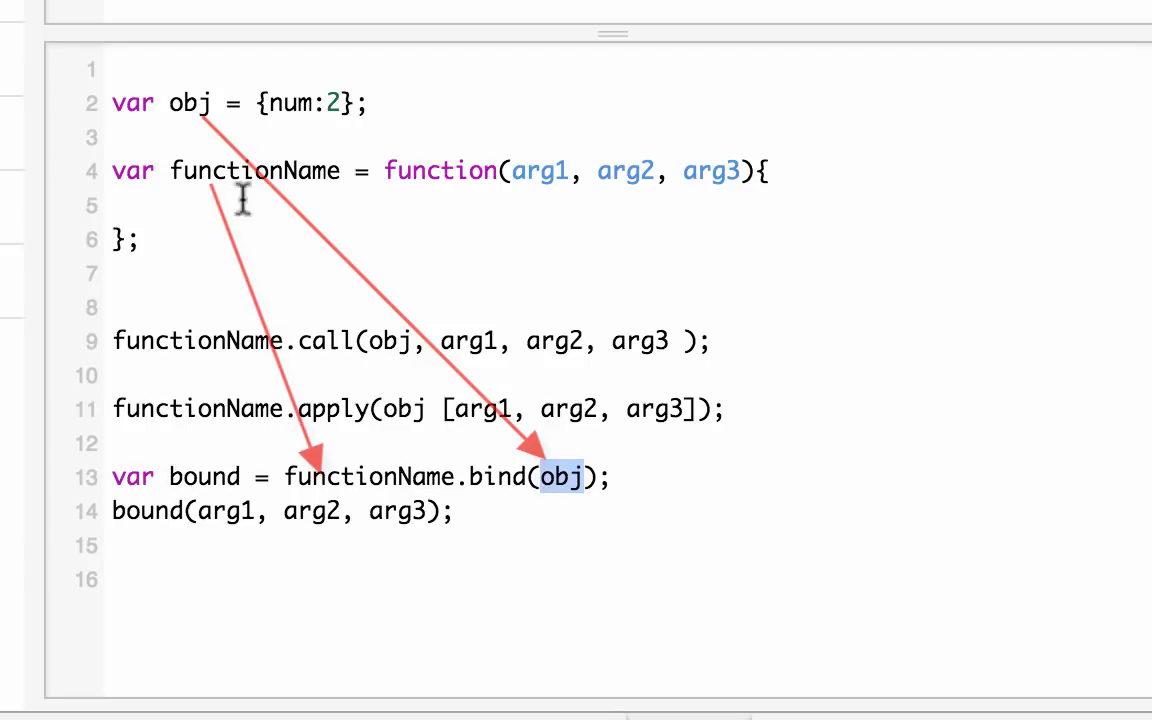 1
2 var obj = {num:2};
3
4 var functionName = function(arg1, arg2, arg3){
5
6 };
7
8
9 functionName.call(obj, arg1, arg2, arg3 );
10
11 functionName.apply(obj [arg1, arg2, arg3]);
12
13 var bound = functionName.bind(obj);
14 bound(arg1, arg2, arg3);
15
16